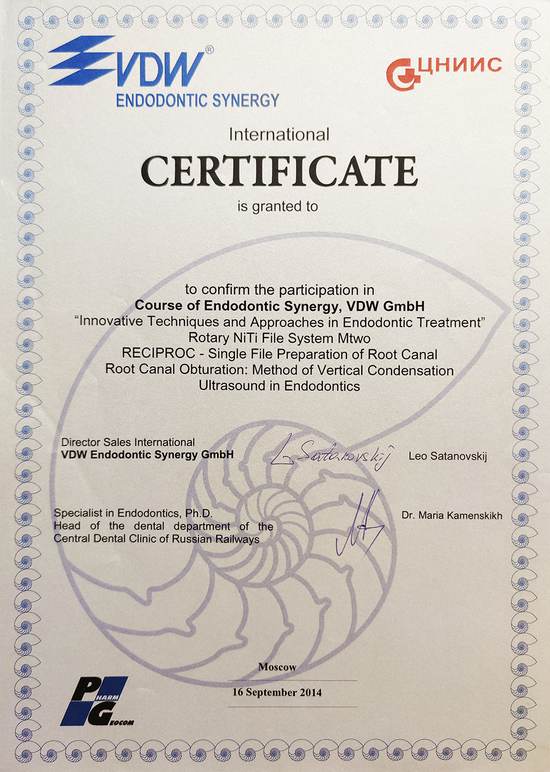 VDW®
ENDODONTIC SYNERGY
ЦНИИС
International
CERTIFICATE
is granted to
to confirm the participation in
Course of Endodontic Synergy, VDW GmbH
“Innovative Techniques and Approaches in Endodontic Treatment”
Rotary NiTi File System Mtwo
RECIPROC - Single File Preparation of Root Canal
Root Canal Obturation: Method of Vertical Condensation
Ultrasound in Endodontics
Director Sales International
VDW Endodontic Synergy GmbH
L Satanovskij
Leo Satanovskij
Specialist in Endodontics, Ph.D.
Head of the dental department of the
Central Dental Clinic of Russian Railways
Dr. Maria Kamenskikh
Moscow
16 September 2014
PHARM
GEOCOM